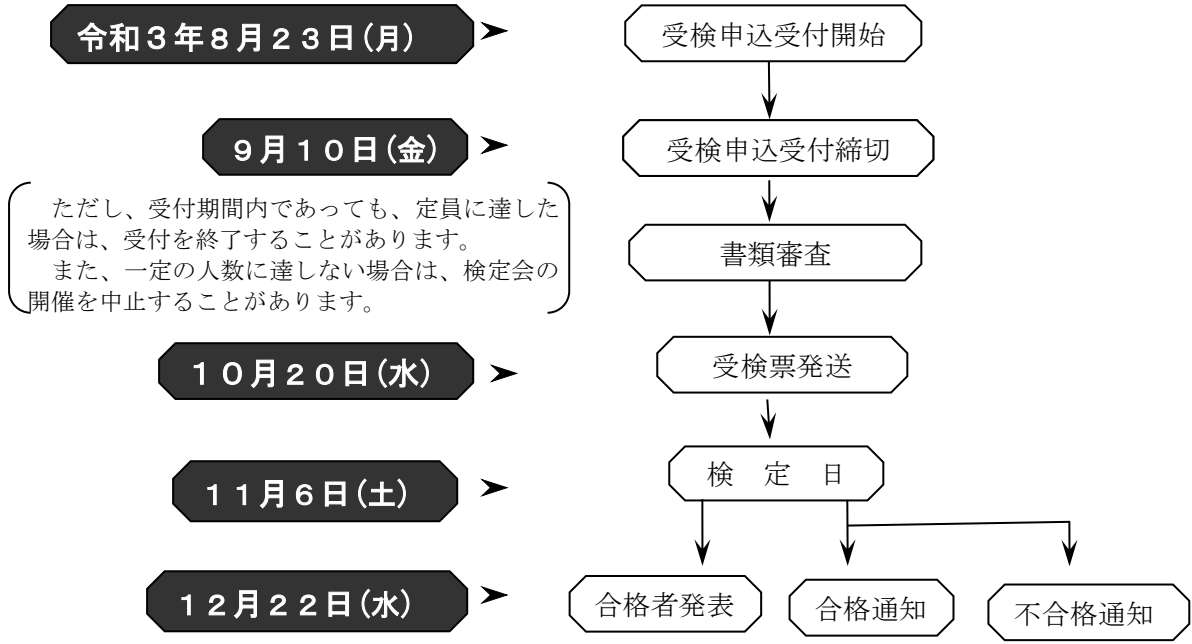 令和３年８月２３日(月)
受検申込受付開始
９月１０日(金)
受検申込受付締切
ただし、受付期間内であっても、定員に達した
場合は、受付を終了することがあります。
また、一定の人数に達しない場合は、検定会の
開催を中止することがあります。
書類審査
１０月２０日(水)
受検票発送
１１月６日(土)
検　定　日
１２月２２日(水)
合格者発表
合格通知
不合格通知